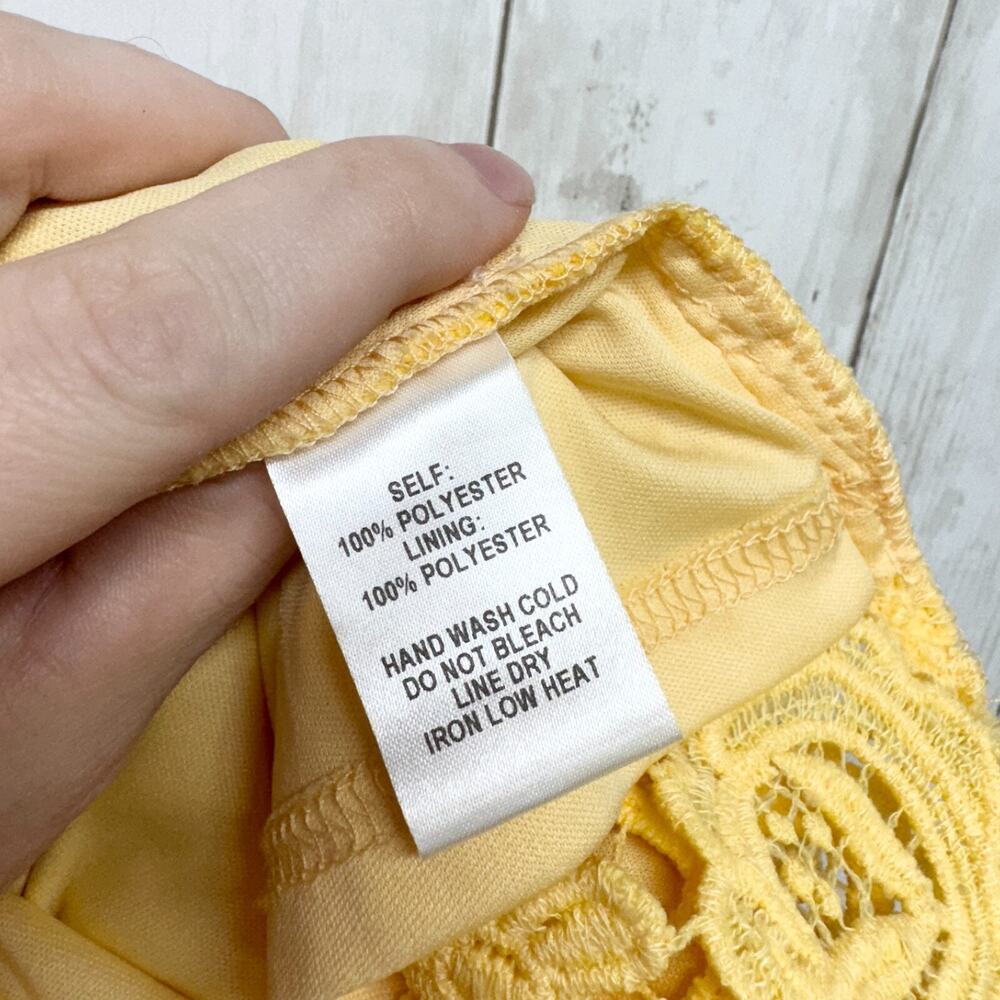 SELF:
100% POLYESTER
LINING:
100% POLYESTER
HAND WASH COLD
DO NOT BLEACH
LINE DRY
IRON LOW HEAT